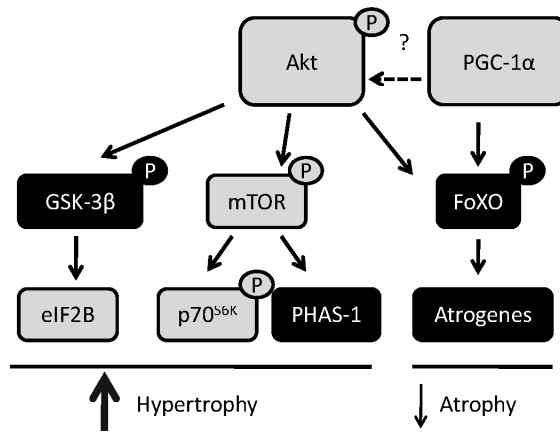 P
?
Akt
PGC-1α
P
P
P
GSK-3β
mTOR
FoxO
P
eIF2B
p70S6K
PHAS-1
Atrogenes
Hypertrophy
Atrophy